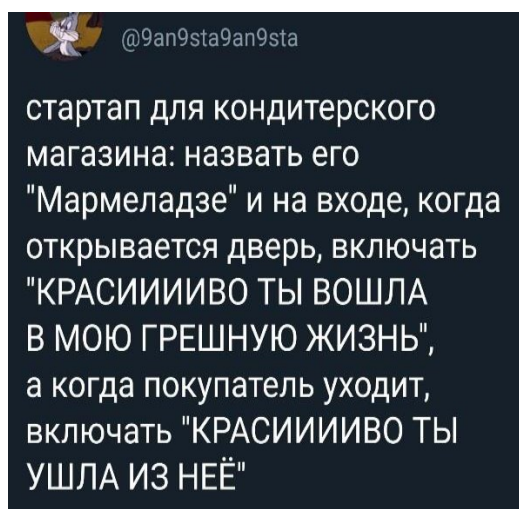 @9an9sta9an9sta
стартап для кондитерского
магазина: назвать его
"Мармеладзе" и на входе, когда
открывается дверь, включать
"КРАСИИИИВО ТЫ ВОШЛА
В МОЮ ГРЕШНУЮ ЖИЗНЬ",
а когда покупатель уходит,
включать "КРАСИИИИВО ТЫ
УШЛА ИЗ НЕЁ"